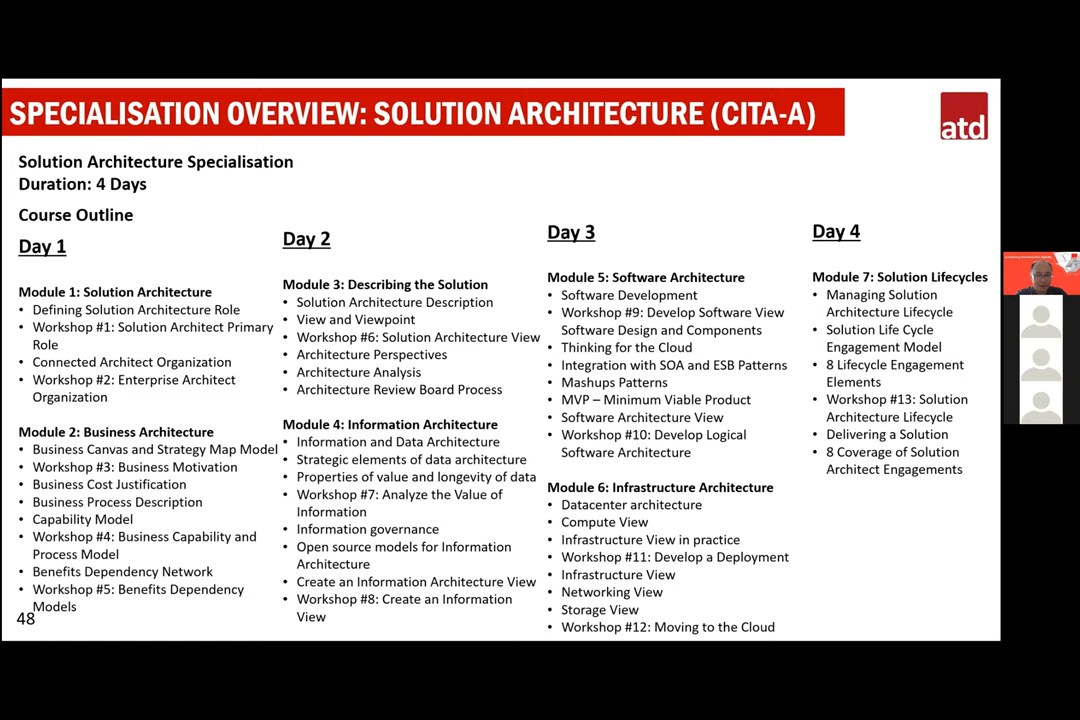 SPECIALISATION OVERVIEW: SOLUTION ARCHITECTURE (CITA-A)
atd
Solution Architecture Specialisation
Duration: 4 Days
Course Outline
Day 1
Module 1: Solution Architecture
• Defining Solution Architecture Role
• Workshop #1: Solution Architect Primary
Role
• Connected Architect Organization
• Workshop #2: Enterprise Architect
Organization
Module 2: Business Architecture
• Business Canvas and Strategy Map Model
• Workshop #3: Business Motivation
• Business Cost Justification
• Business Process Description
• Capability Model
• Workshop #4: Business Capability and
Process Model
• Benefits Dependency Network
• Workshop #5: Benefits Dependency
Models
48
Day 2
Module 3: Describing the Solution
• Solution Architecture Description
• View and Viewpoint
• Workshop #6: Solution Architecture View
• Architecture Perspectives
• Architecture Analysis
• Architecture Review Board Process
Module 4: Information Architecture
• Information and Data Architecture
• Strategic elements of data architecture
• Properties of value and longevity of data
• Workshop #7: Analyze the Value of
Information
• Information governance
• Open source models for Information
Architecture
• Create an Information Architecture View
• Workshop #8: Create an Information
View
Day 3
Module 5: Software Architecture
• Software Development
• Workshop #9: Develop Software View
Software Design and Components
• Thinking for the Cloud
• Integration with SOA and ESB Patterns
• Mashups Patterns
• MVP – Minimum Viable Product
• Software Architecture View
• Workshop #10: Develop Logical
Software Architecture
Module 6: Infrastructure Architecture
• Datacenter architecture
• Compute View
• Infrastructure View in practice
• Workshop #11: Develop a Deployment
• Infrastructure View
• Networking View
• Storage View
• Workshop #12: Moving to the Cloud
Day 4
Module 7: Solution Lifecycles
• Managing Solution
Architecture Lifecycle
• Solution Life Cycle
Engagement Model
• 8 Lifecycle Engagement
Elements
• Workshop #13: Solution
Architecture Lifecycle
• Delivering a Solution
• 8 Coverage of Solution
Architect Engagements